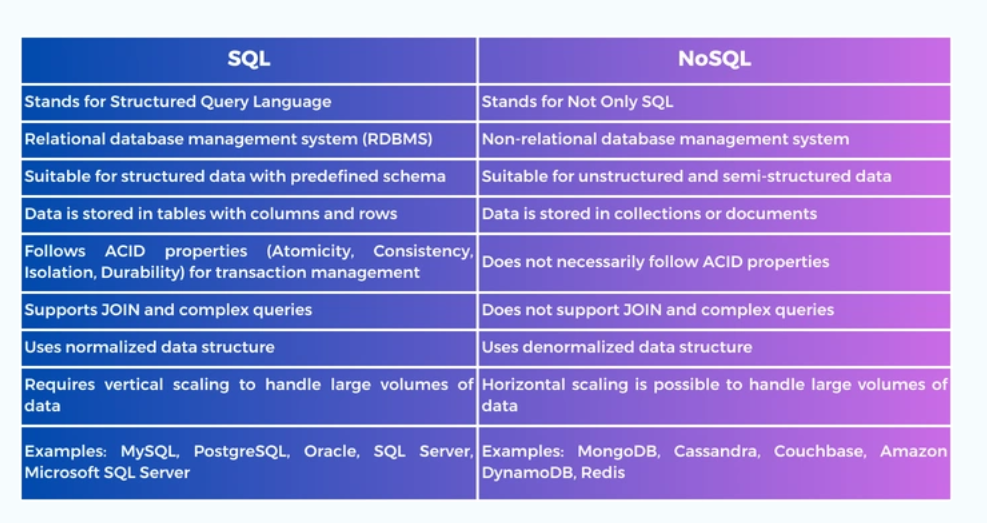 SQL
NoSQL
Stands for Structured Query Language
Stands for Not Only SQL
Relational database management system (RDBMS)
Non-relational database management system
Suitable for structured data with predefined schema
Suitable for unstructured and semi-structured data
Data is stored in tables with columns and rows
Data is stored in collections or documents
Follows ACID properties (Atomicity, Consistency,
Isolation, Durability) for transaction management
Does not necessarily follow ACID properties
Supports JOIN and complex queries
Does not support JOIN and complex queries
Uses normalized data structure
Uses denormalized data structure
Requires vertical scaling to handle large volumes of
data
Horizontal scaling is possible to handle large volumes of
data
Examples: MySQL, PostgreSQL, Oracle, SQL Server,
Microsoft SQL Server
Examples: MongoDB, Cassandra, Couchbase, Amazon
DynamoDB, Redis